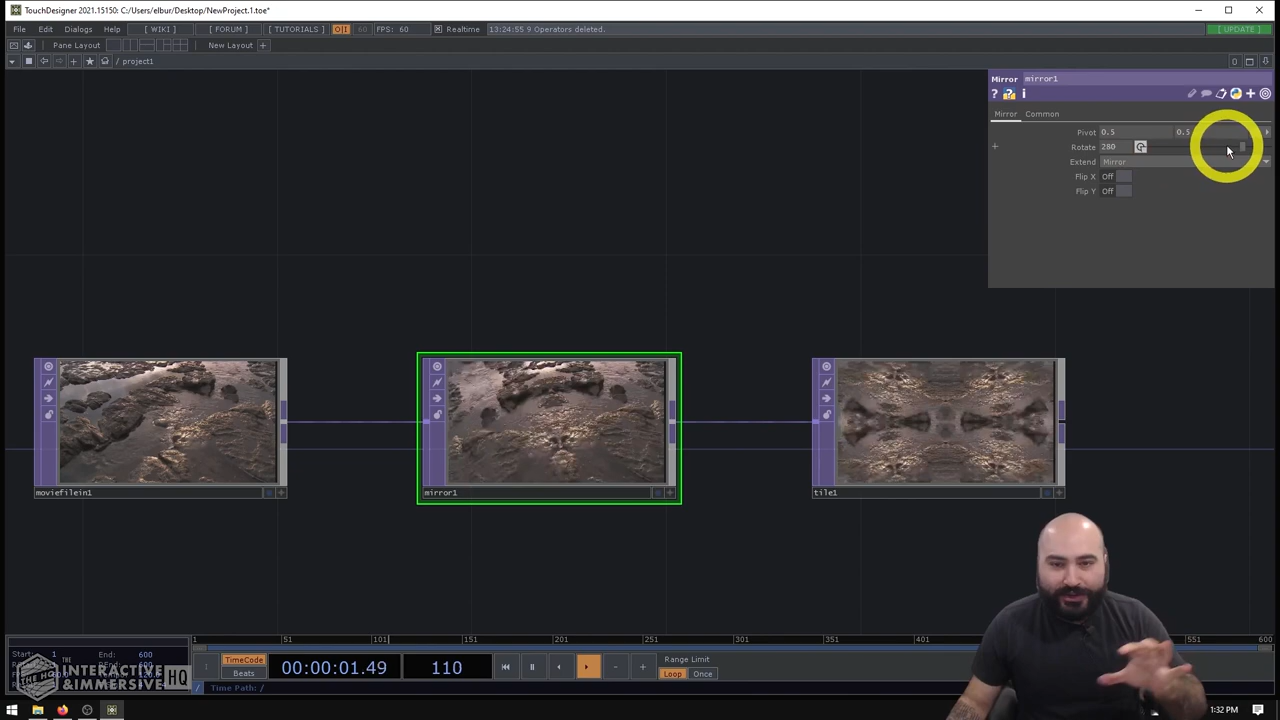 TouchDesigner 2021.15150: C:/Users/elbur/Desktop/NewProject.1.toe*
File Edit Dialogs Help [ WIKI ] [ FORUM ] [ TUTORIALS ] O|I 60 FPS: 60 Realtime 13:24:55 9 Operators deleted. [ UPDATE ]
Pane Layout New Layout +
/ project1 0
Mirror mirror1
? ? i
Mirror Common
Pivot 0.5 0.5
Rotate 280
Extend Mirror
Flip X Off
Flip Y Off
moviefilein1 mirror1 tile1
1 51 101 151 201 251 301 351 401 551 600
Start: 1 End: 600
TimeCode 00:00:01.49 110 Range Limit
Beats Loop Once
THE INTERACTIVE & IMMERSIVE HQ
/ Time Path: /
1:32 PM